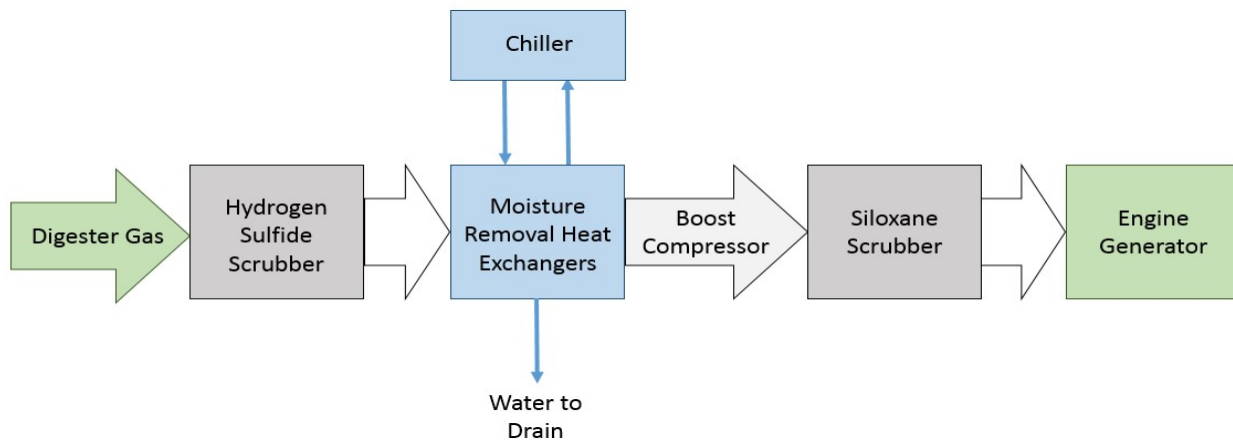 Chiller
Digester Gas
Hydrogen
Sulfide
Scrubber
Moisture
Removal Heat
Exchangers
Boost
Compressor
Siloxane
Scrubber
Engine
Generator
Water to
Drain